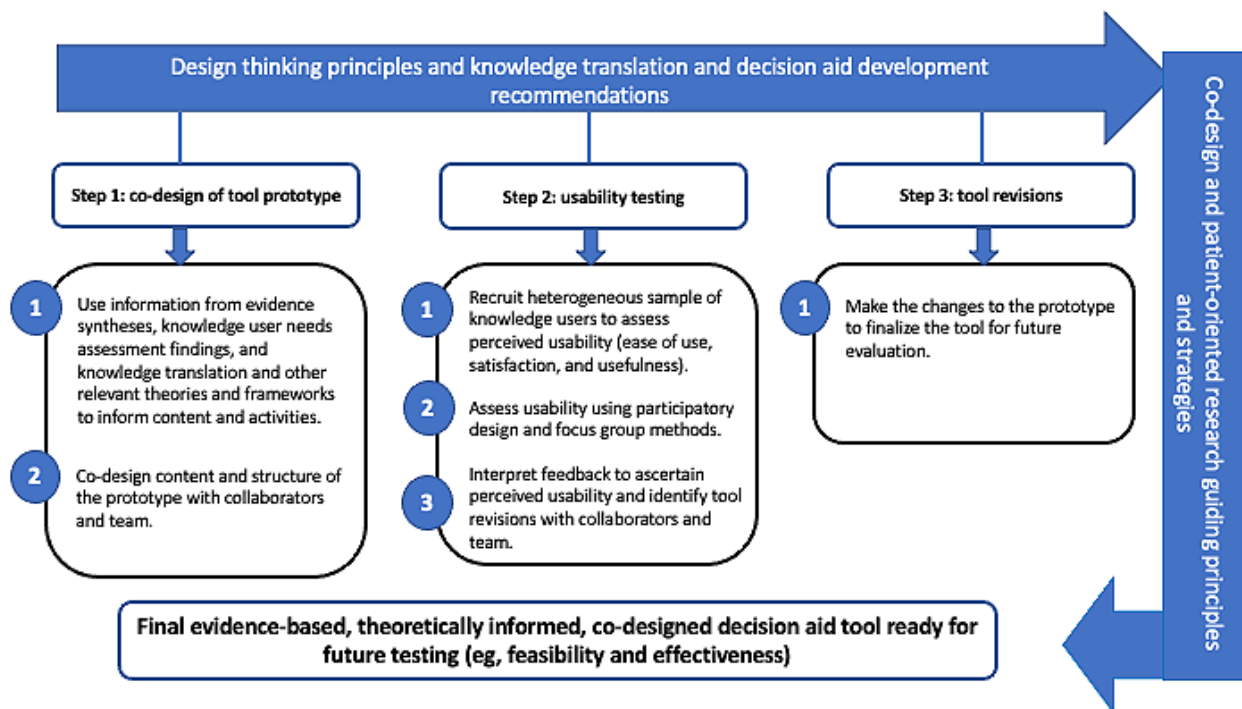 Design thinking principles and knowledge translation and decision aid development
recommendations
Step 1: co-design of tool prototype
1
Use information from evidence
syntheses, knowledge user needs
assessment findings, and
knowledge translation and other
relevant theories and frameworks
to inform content and activities.
2
Co-design content and structure of
the prototype with collaborators
and team.
Step 2: usability testing
1
Recruit heterogeneous sample of
knowledge users to assess
perceived usability (ease of use,
satisfaction, and usefulness).
2
Assess usability using participatory
design and focus group methods.
3
Interpret feedback to ascertain
perceived usability and identify tool
revisions with collaborators and
team.
Step 3: tool revisions
1
Make the changes to the prototype
to finalize the tool for future
evaluation.
Co-design and patient-oriented research guiding principles
and strategies
Final evidence-based, theoretically informed, co-designed decision aid tool ready for
future testing (eg, feasibility and effectiveness)